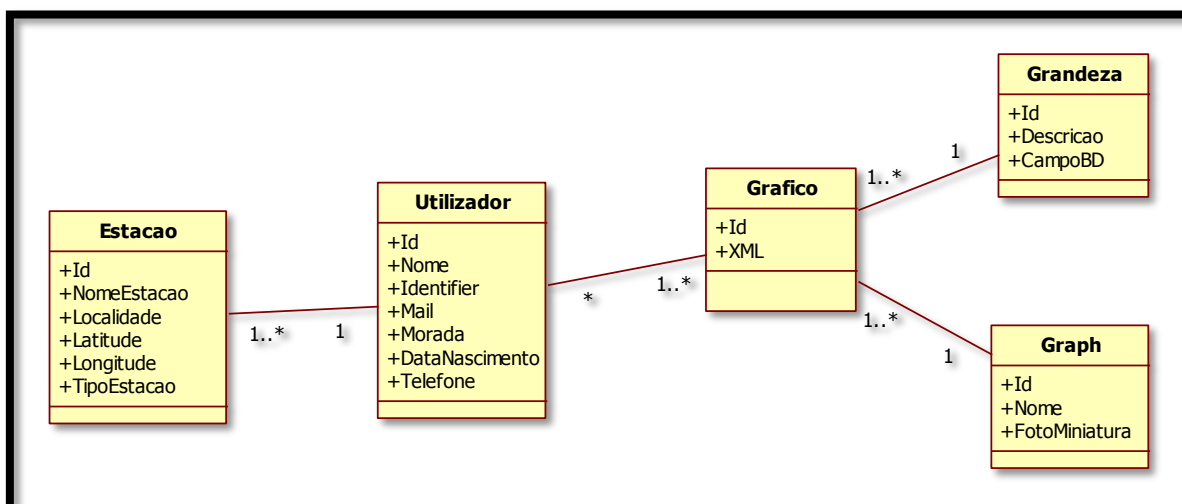 Estacao
+Id
+NomeEstacao
+Localidade
+Latitude
+Longitude
+TipoEstacao
1..*
1
Utilizador
+Id
+Nome
+Identifier
+Mail
+Morada
+DataNascimento
+Telefone
*
1..*
Grafico
+Id
+XML
1..*
1
1..*
1
Grandeza
+Id
+Descricao
+CampoBD
Graph
+Id
+Nome
+FotoMiniatura